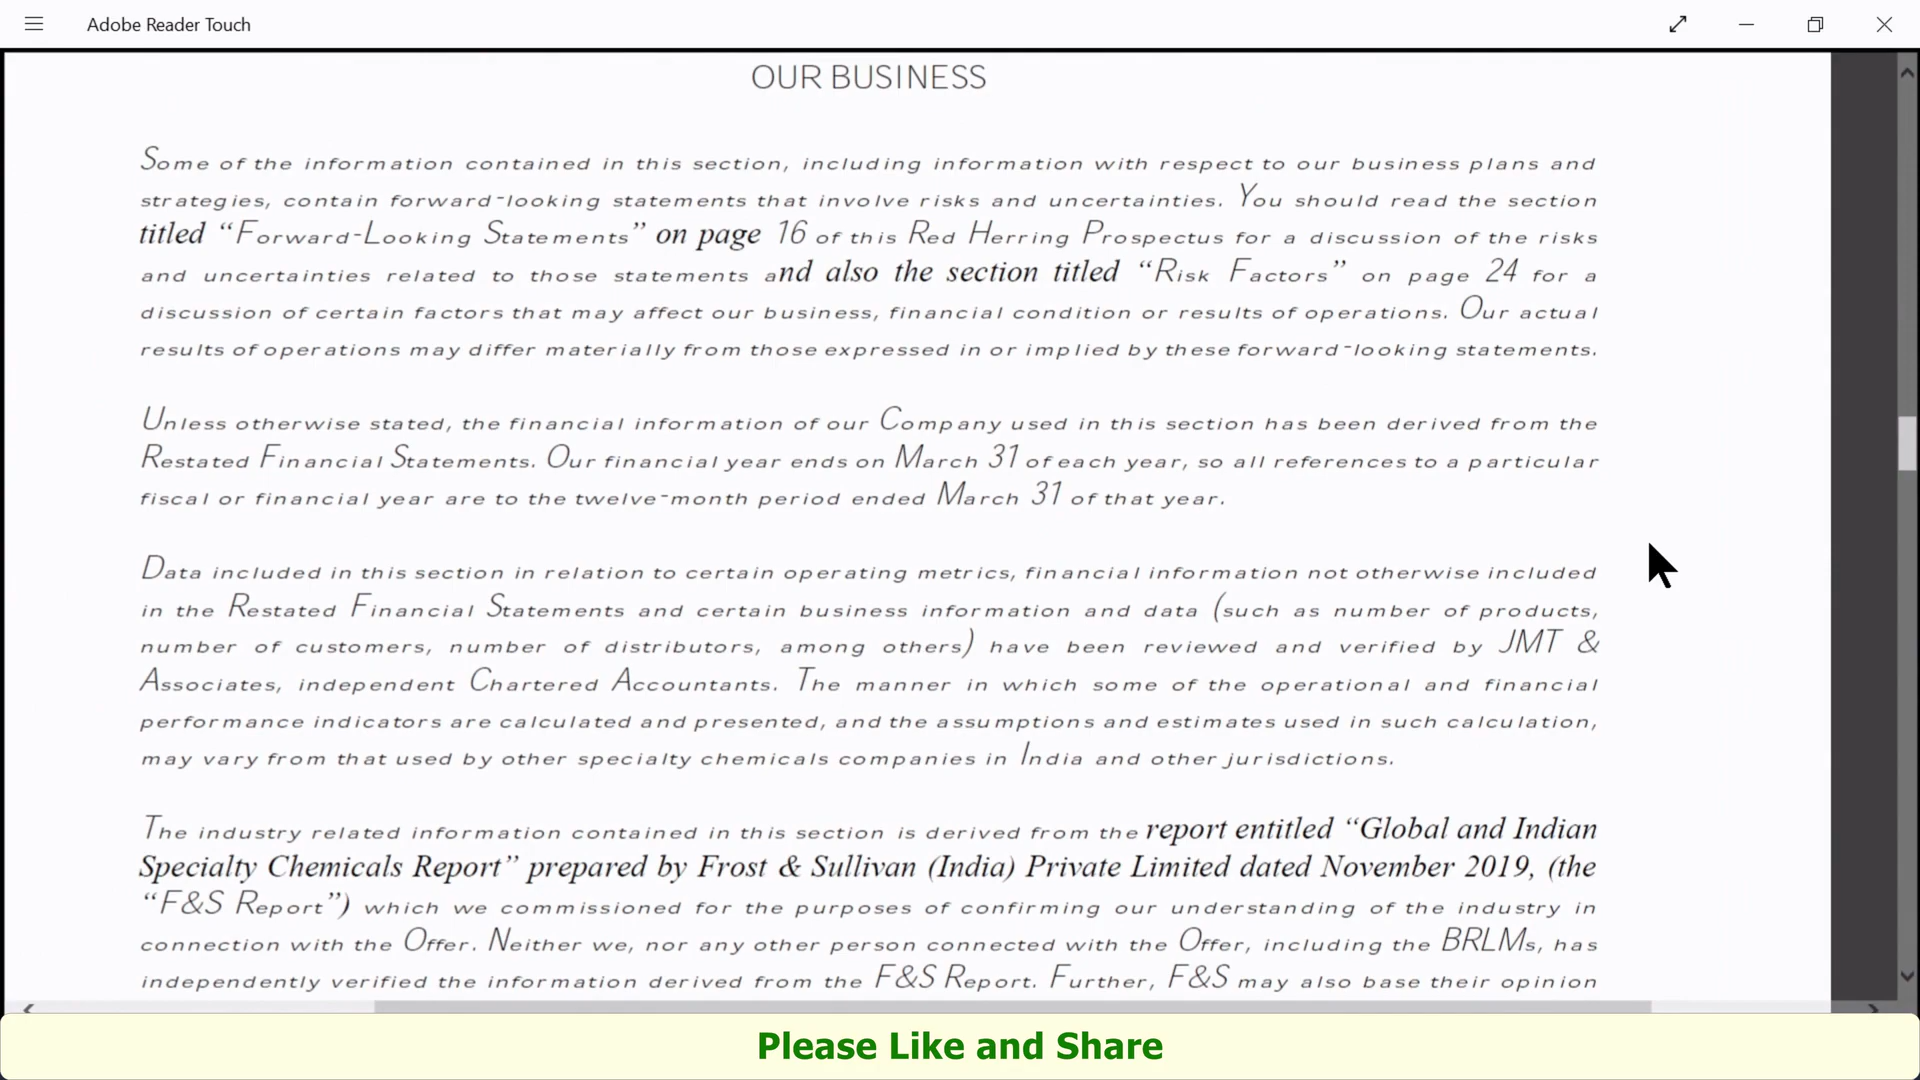 Adobe Reader Touch
OUR BUSINESS
Some of the information contained in this section, including information with respect to our business plans and
strategies, contain forward-looking statements that involve risks and uncertainties. You should read the section
titled “Forward-Looking Statements” on page 16 of this Red Herring Prospectus for a discussion of the risks
and uncertainties related to those statements and also the section titled “Risk Factors” on page 24 for a
discussion of certain factors that may affect our business, financial condition or results of operations. Our actual
results of operations may differ materially from those expressed in or implied by these forward-looking statements.
Unless otherwise stated, the financial information of our Company used in this section has been derived from the
Restated Financial Statements. Our financial year ends on March 31 of each year, so all references to a particular
fiscal or financial year are to the twelve-month period ended March 31 of that year.
Data included in this section in relation to certain operating metrics, financial information not otherwise included
in the Restated Financial Statements and certain business information and data (such as number of products,
number of customers, number of distributors, among others) have been reviewed and verified by JMT &
Associates, independent Chartered Accountants. The manner in which some of the operational and financial
performance indicators are calculated and presented, and the assumptions and estimates used in such calculation,
may vary from that used by other specialty chemicals companies in India and other jurisdictions.
The industry related information contained in this section is derived from the report entitled “Global and Indian
Specialty Chemicals Report” prepared by Frost & Sullivan (India) Private Limited dated November 2019, (the
“F&S Report”) which we commissioned for the purposes of confirming our understanding of the industry in
connection with the Offer. Neither we, nor any other person connected with the Offer, including the BRLMs, has
independently verified the information derived from the F&S Report. Further, F&S may also base their opinion
Please Like and Share